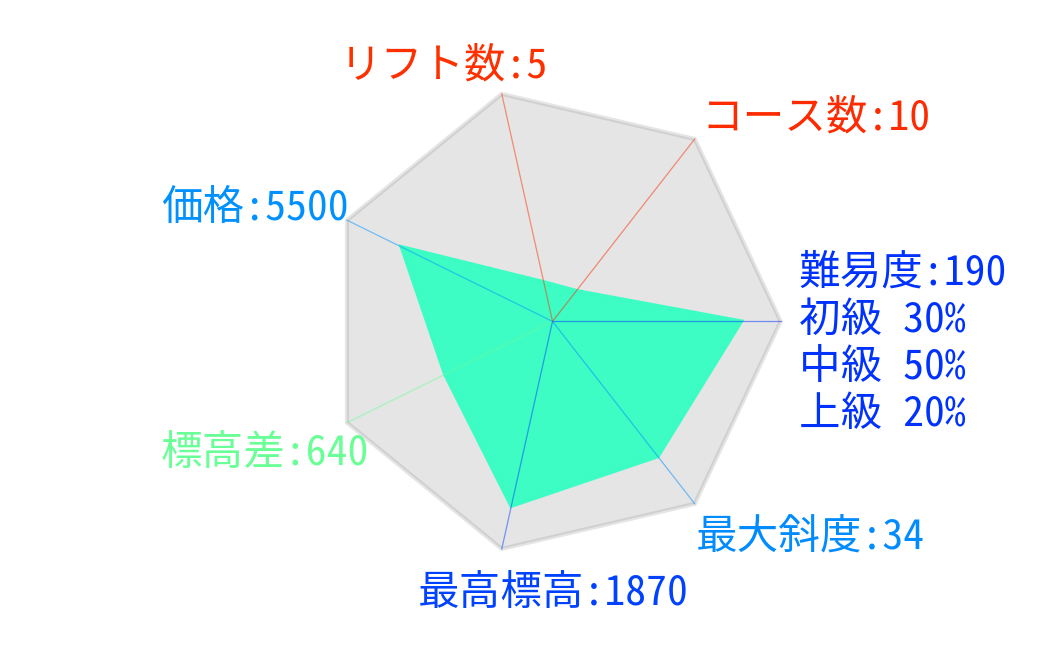 リフト数:5
コース数:10
価格:5500
難易度:190
初級 30%
中級 50%
上級 20%
標高差:640
最大斜度:34
最高標高:1870